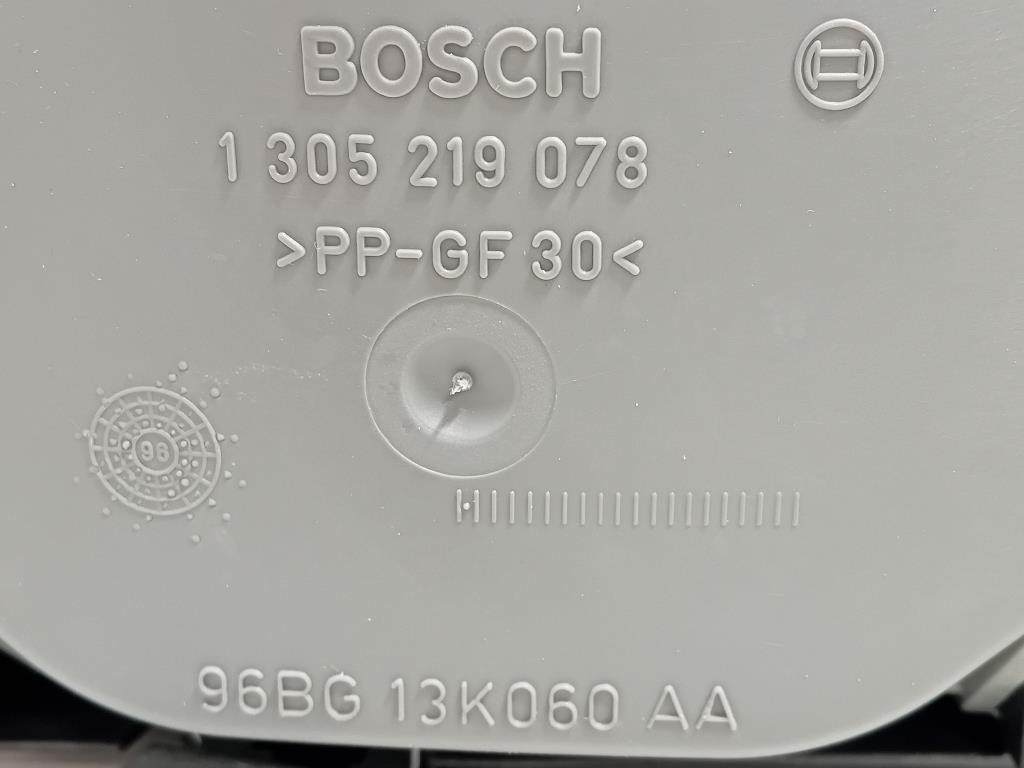 BOSCH
1 305 219 078
>PP-GF 30<
96
96BG 13K060 AA